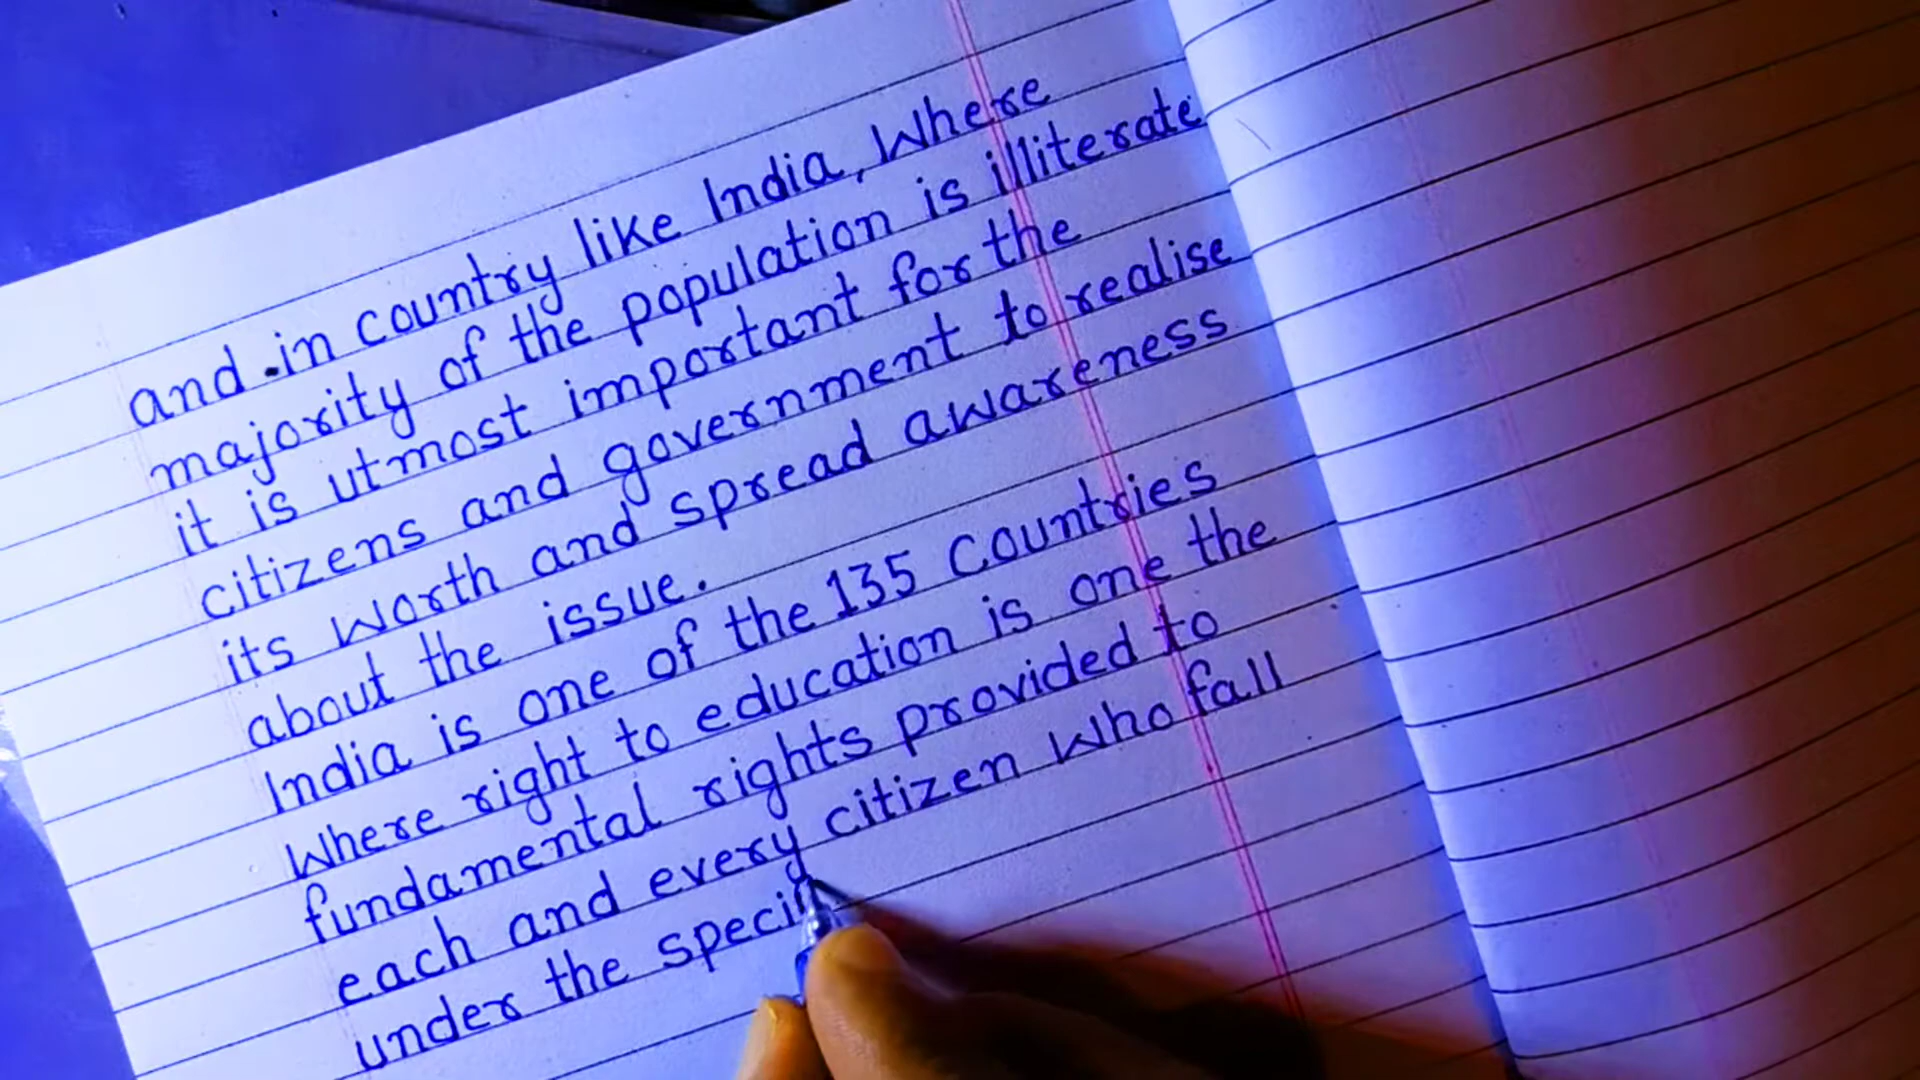 and in country like India, Where
majority of the population is illiterate
it is utmost important for the
citizens and government to realise
its worth and spread awareness
about the issue.
India is one of the 135 Countries
Where right to education is one the
fundamental rights provided to
each and every citizen who fall
under the specif